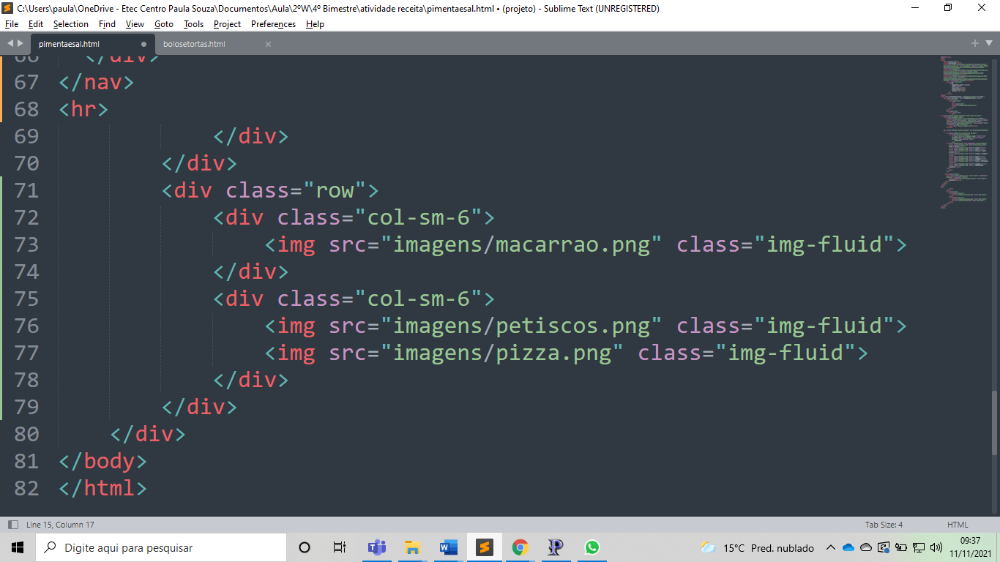 C:\Users\paula\OneDrive - Etec Centro Paula Souza\Documentos\Aula\2ºW\4º Bimestre\atividade receita\pimentaesal.html • (projeto) - Sublime Text (UNREGISTERED)
File Edit Selection Find View Goto Tools Project Preferences Help
pimentaesal.html bolosetortas.html
66 </div>
67 </nav>
68 <hr>
69 </div>
70 </div>
71 <div class="row">
72 <div class="col-sm-6">
73 <img src="imagens/macarrao.png" class="img-fluid">
74 </div>
75 <div class="col-sm-6">
76 <img src="imagens/petiscos.png" class="img-fluid">
77 <img src="imagens/pizza.png" class="img-fluid">
78 </div>
79 </div>
80 </div>
81 </body>
82 </html>
Line 15, Column 17 Tab Size: 4 HTML
Digite aqui para pesquisar 15°C Pred. nublado 09:37
11/11/2021